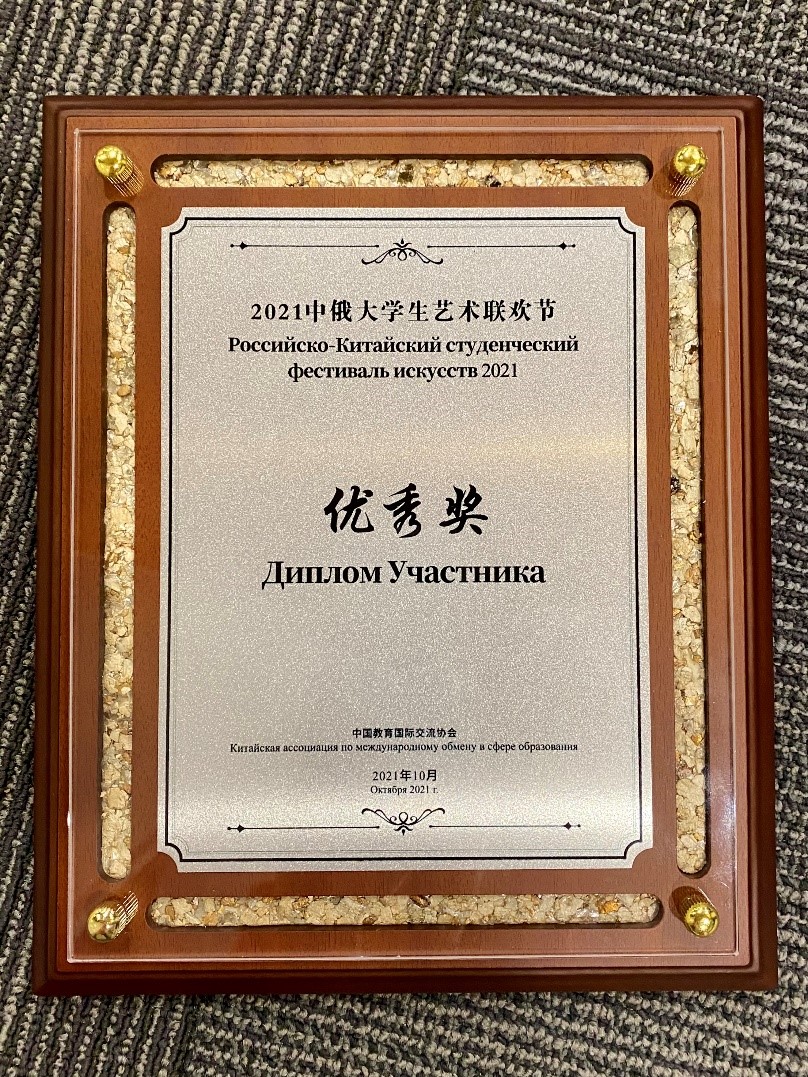 2021中俄大学生艺术联欢节
Российско-Китайский студенческий
фестиваль искусств 2021
优秀奖
Диплом Участника
中国教育国际交流协会
Китайская ассоциация по международному обмену в сфере образования
2021年10月
Октября 2021 г.